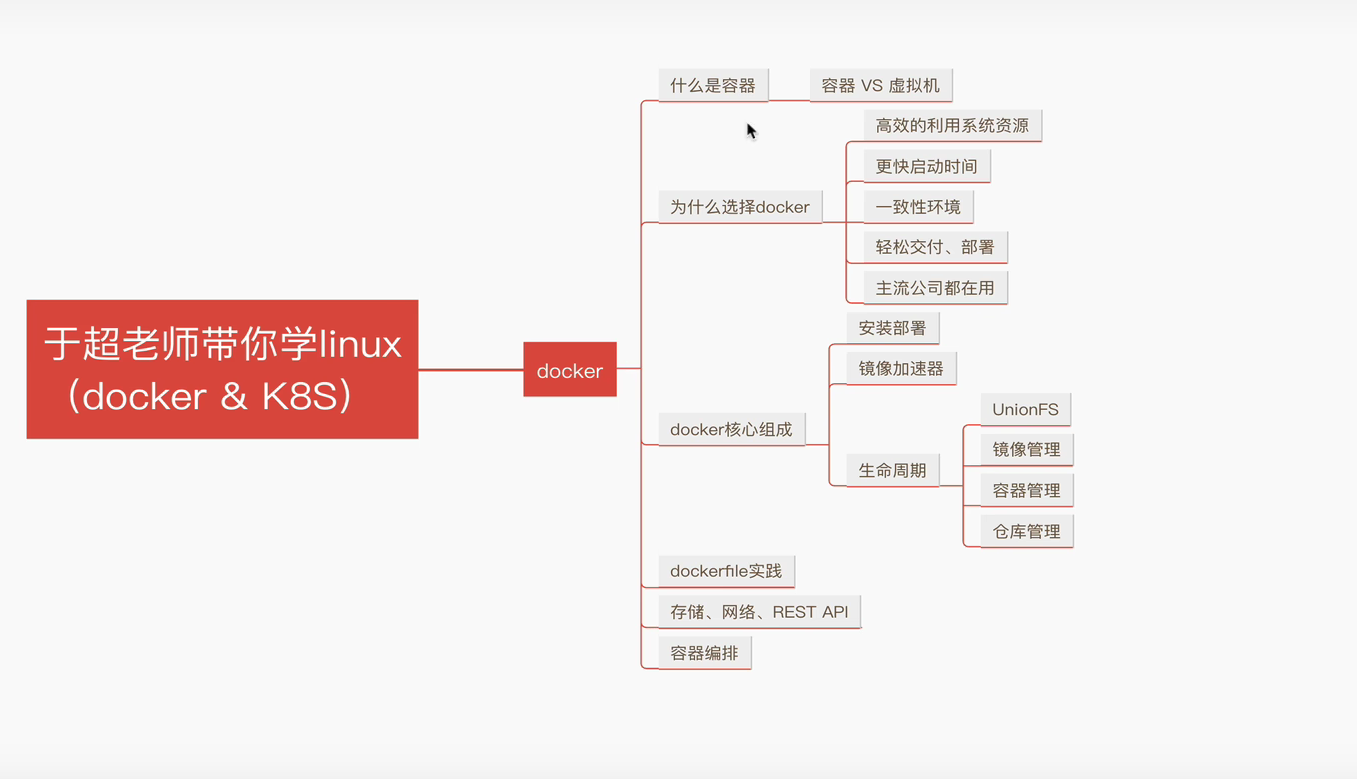 什么是容器
容器 VS 虚拟机
为什么选择docker
高效的利用系统资源
更快启动时间
一致性环境
轻松交付、部署
主流公司都在用
于超老师带你学linux
（docker & K8S）
docker
docker核心组成
安装部署
镜像加速器
生命周期
UnionFS
镜像管理
容器管理
仓库管理
dockerfile实践
存储、网络、REST API
容器编排